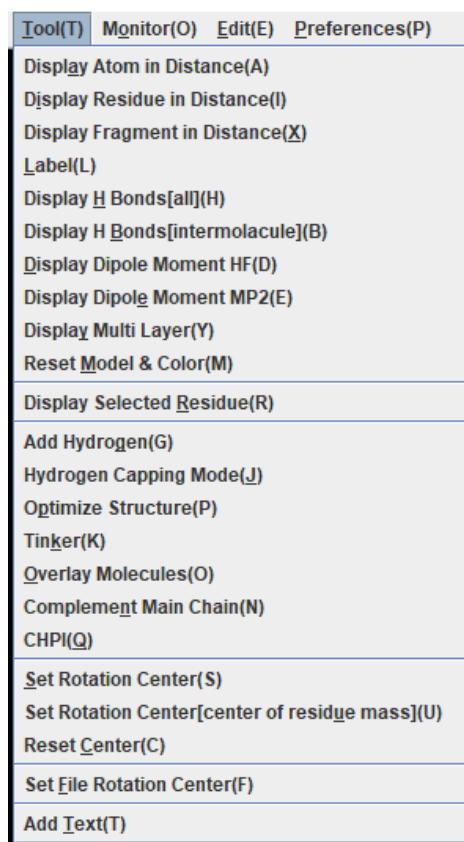 Tool(T) Monitor(O) Edit(E) Preferences(P)
Display Atom in Distance(A)
Display Residue in Distance(I)
Display Fragment in Distance(X)
Label(L)
Display H Bonds[all](H)
Display H Bonds[intermolacule](B)
Display Dipole Moment HF(D)
Display Dipole Moment MP2(E)
Display Multi Layer(Y)
Reset Model & Color(M)
Display Selected Residue(R)
Add Hydrogen(G)
Hydrogen Capping Mode(J)
Optimize Structure(P)
Tinker(K)
Overlay Molecules(O)
Complement Main Chain(N)
CHPI(Q)
Set Rotation Center(S)
Set Rotation Center[center of residue mass](U)
Reset Center(C)
Set File Rotation Center(F)
Add Text(T)